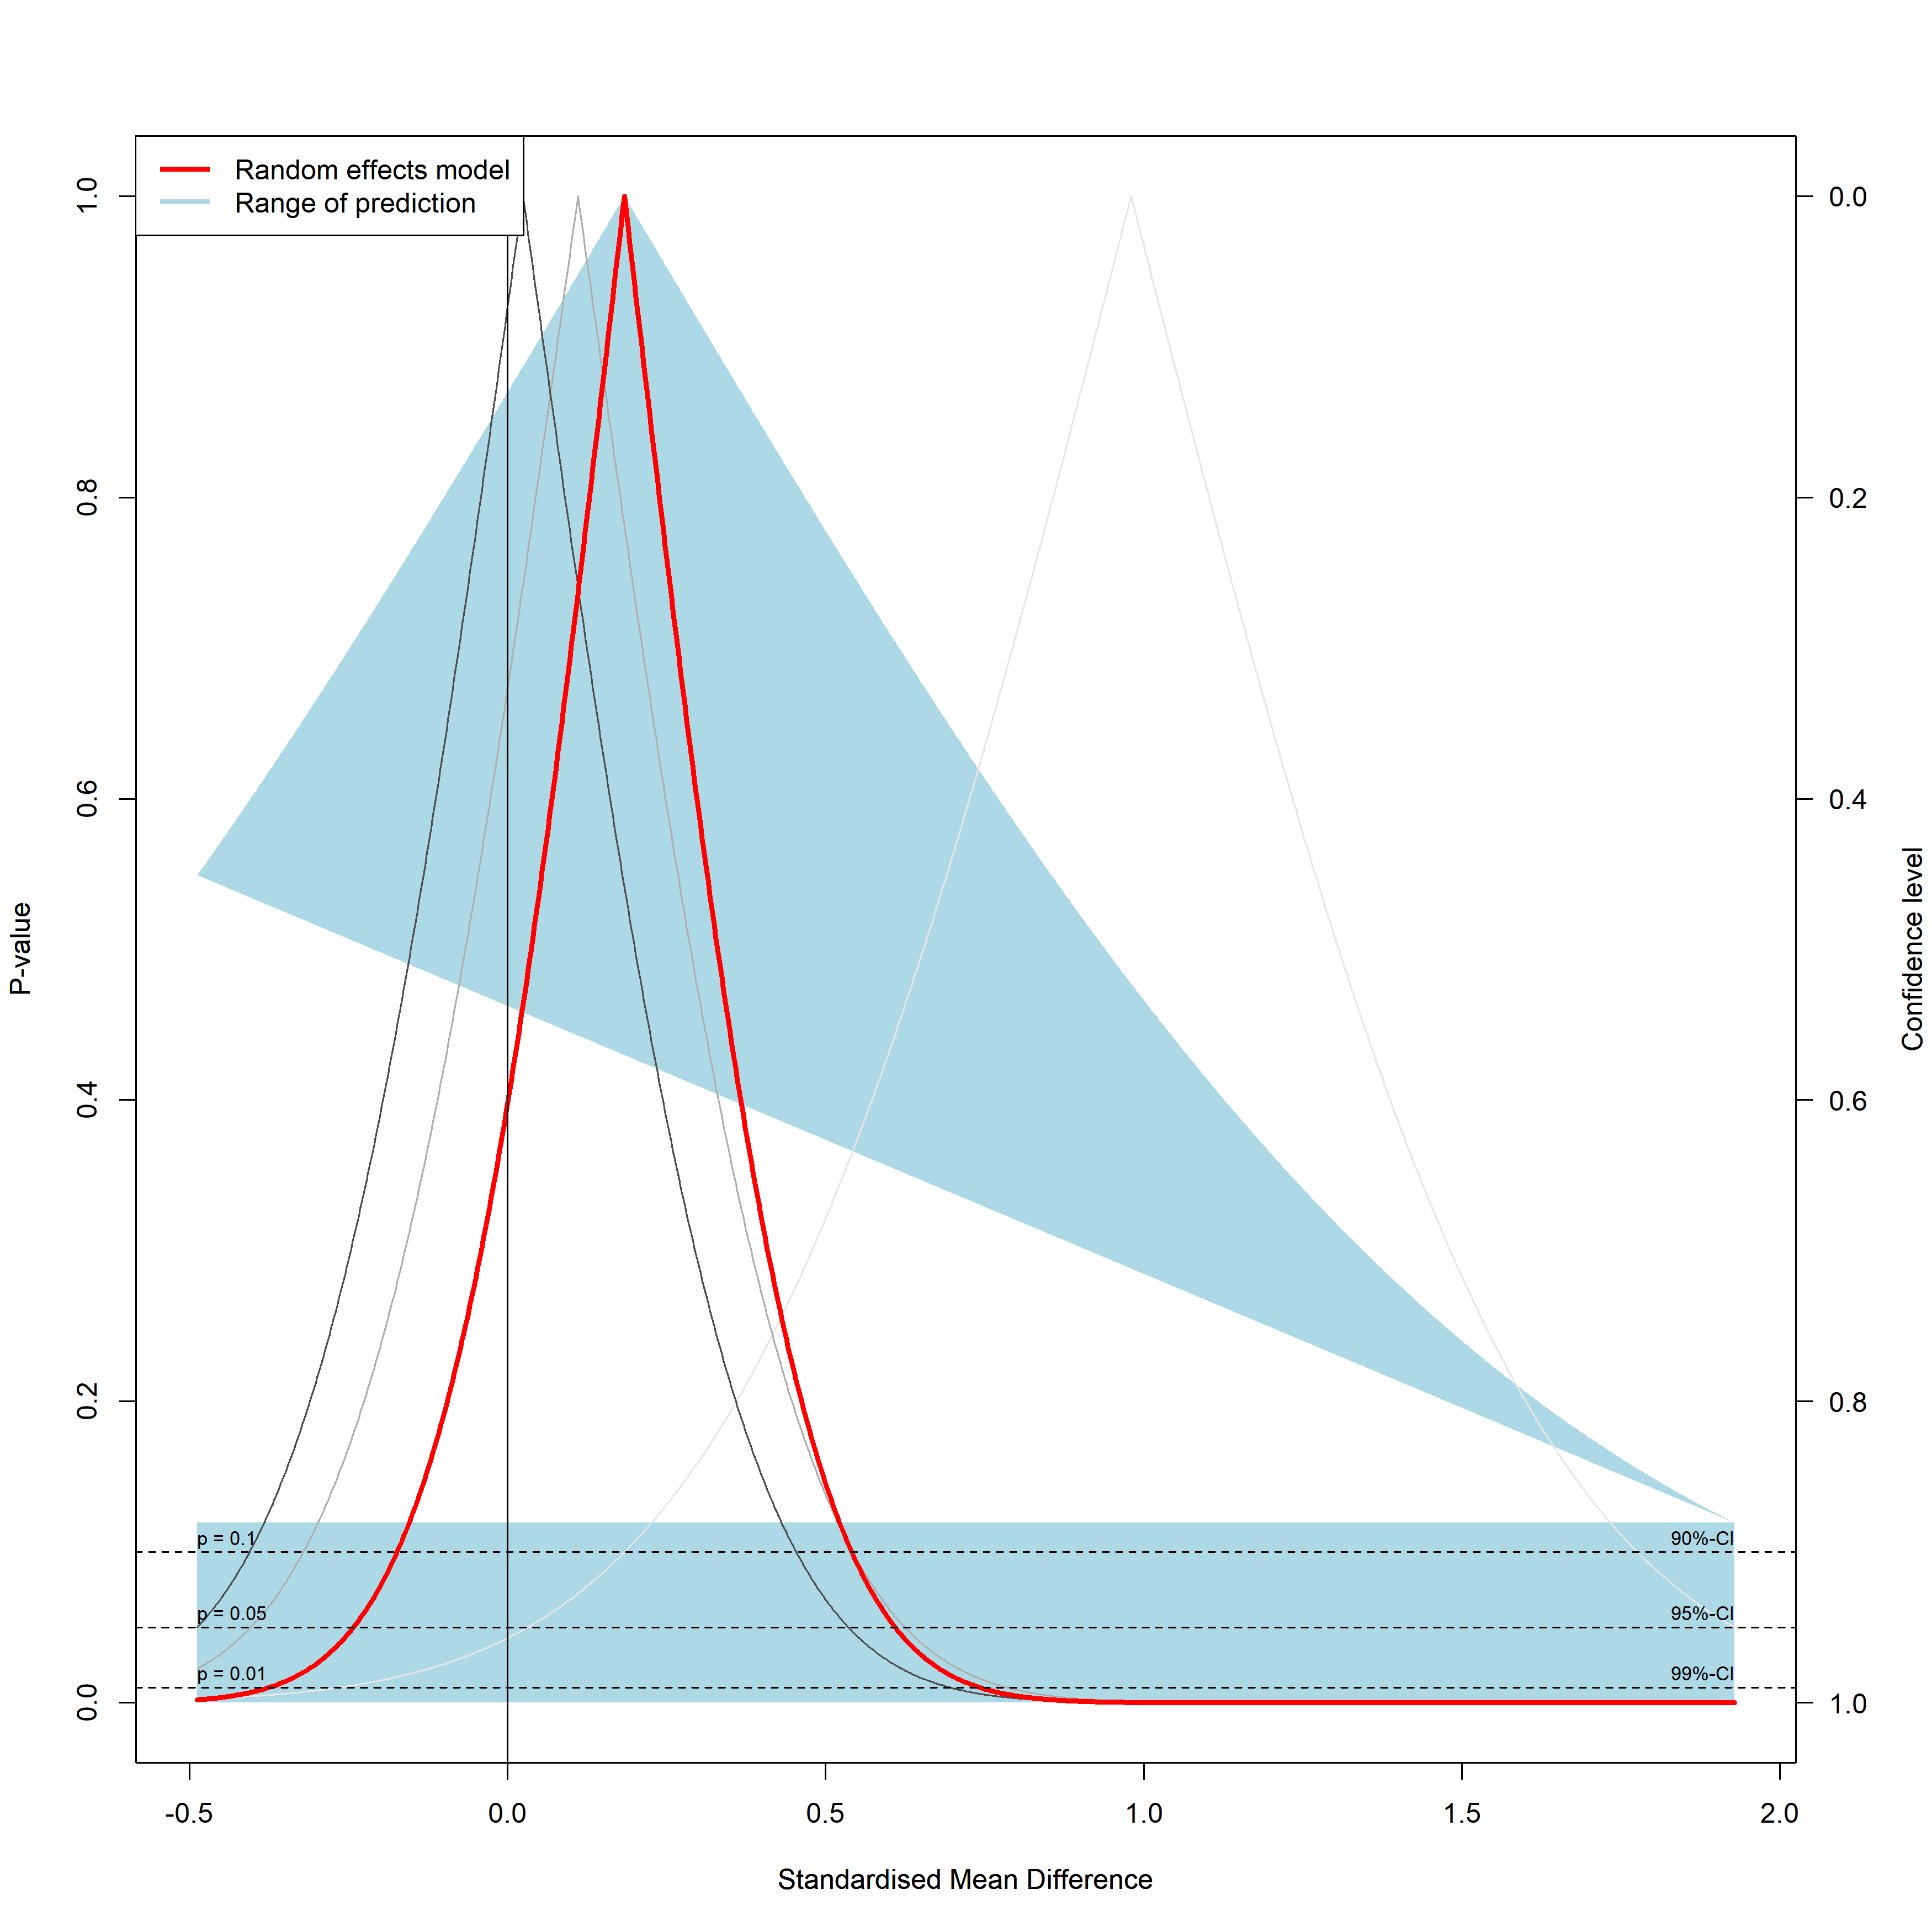 Random effects model
Range of prediction
1.0
0.8
0.6
0.4
0.2
0.0
P-value
0.0
0.2
0.4
0.6
0.8
1.0
Confidence level
p = 0.1
90%-CI
p = 0.05
95%-CI
p = 0.01
99%-CI
-0.5
0.0
0.5
1.0
1.5
2.0
Standardised Mean Difference